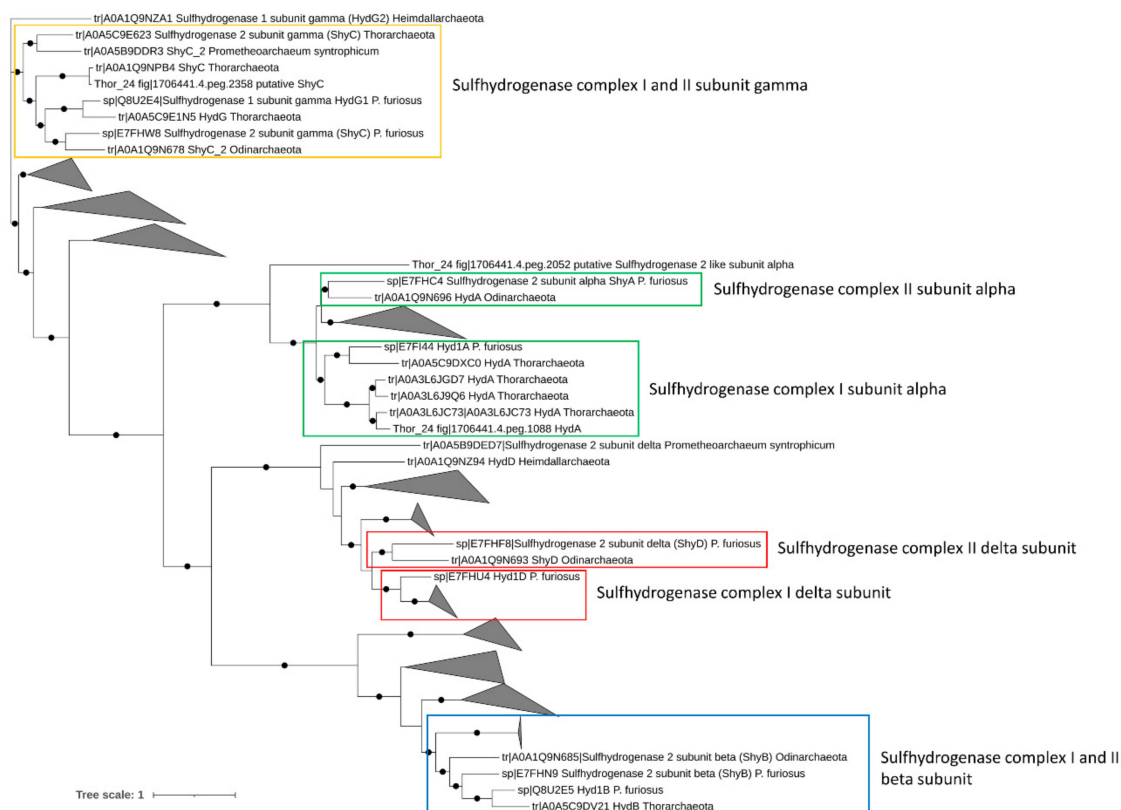 tr|A0A1Q9NZA1 Sulfhydrogenase 1 subunit gamma (HydG2) Heimdallarchaeota
tr|A0A5C9E623 Sulfhydrogenase 2 subunit gamma (ShyC) Thorarchaeota
tr|A0A5B9DDR3 ShyC_2 Prometheoarchaeum syntrophicum
tr|A0A1Q9NPB4 ShyC Thorarchaeota
Thor_24 fig|1706441.4.peg.2358 putative ShyC
sp|Q8U2E4|Sulfhydrogenase 1 subunit gamma HydG1 P. furiosus
tr|A0A5C9E1N5 HydG Thorarchaeota
sp|E7FHW8 Sulfhydrogenase 2 subunit gamma (ShyC) P. furiosus
tr|A0A1Q9N678 ShyC_2 Odinarchaeota
Sulfhydrogenase complex I and II subunit gamma
Thor_24 fig|1706441.4.peg.2052 putative Sulfhydrogenase 2 like subunit alpha
sp|E7FHC4 Sulfhydrogenase 2 subunit alpha ShyA P. furiosus
tr|A0A1Q9N696 HydA Odinarchaeota
Sulfhydrogenase complex II subunit alpha
sp|E7FI44 Hyd1A P. furiosus
tr|A0A5C9DXC0 HydA Thorarchaeota
tr|A0A3L6JGD7 HydA Thorarchaeota
tr|A0A3L6J9Q6 HydA Thorarchaeota
tr|A0A3L6JC73|A0A3L6JC73 HydA Thorarchaeota
Thor_24 fig|1706441.4.peg.1088 HydA
Sulfhydrogenase complex I subunit alpha
tr|A0A5B9DED7|Sulfhydrogenase 2 subunit delta Prometheoarchaeum syntrophicum
tr|A0A1Q9NZ94 HydD Heimdallarchaeota
sp|E7FHF8|Sulfhydrogenase 2 subunit delta (ShyD) P. furiosus
tr|A0A1Q9N693 ShyD Odinarchaeota
Sulfhydrogenase complex II delta subunit
sp|E7FHU4 Hyd1D P. furiosus
Sulfhydrogenase complex I delta subunit
tr|A0A1Q9N685|Sulfhydrogenase 2 subunit beta (ShyB) Odinarchaeota
sp|E7FHN9 Sulfhydrogenase 2 subunit beta (ShyB) P. furiosus
sp|Q8U2E5 Hyd1B P. furiosus
tr|A0A5C9DV21 HydB Thorarchaeota
Sulfhydrogenase complex I and II
beta subunit
Tree scale: 1